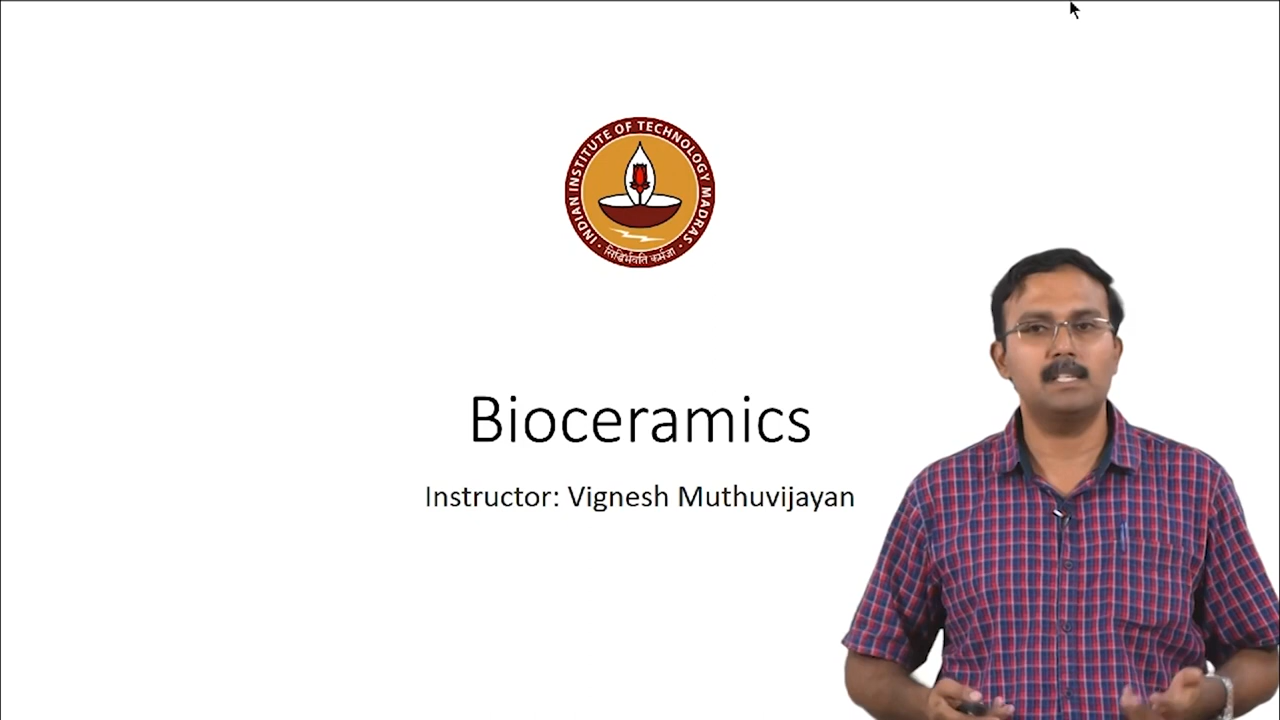 INDIAN INSTITUTE OF TECHNOLOGY MADRAS
सिद्धिर्भवति कर्मजा
Bioceramics
Instructor: Vignesh Muthuvijayan